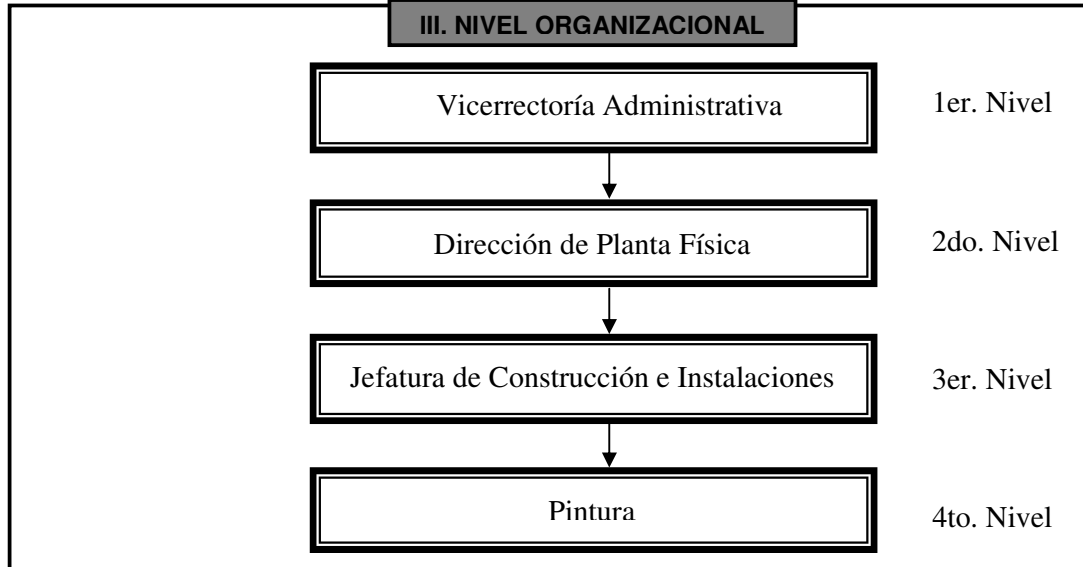 III. NIVEL ORGANIZACIONAL
Vicerrectoría Administrativa
1er. Nivel
Dirección de Planta Física
2do. Nivel
Jefatura de Construcción e Instalaciones
3er. Nivel
Pintura
4to. Nivel